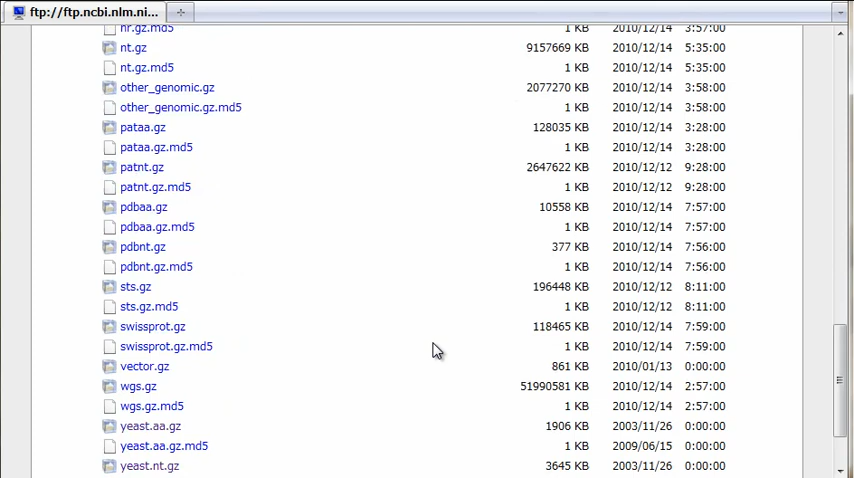 ftp://ftp.ncbi.nlm.ni...
nr.gz.md5 1 KB 2010/12/14 3:57:00
nt.gz 9157669 KB 2010/12/14 5:35:00
nt.gz.md5 1 KB 2010/12/14 5:35:00
other_genomic.gz 2077270 KB 2010/12/14 3:58:00
other_genomic.gz.md5 1 KB 2010/12/14 3:58:00
pataa.gz 128035 KB 2010/12/14 3:28:00
pataa.gz.md5 1 KB 2010/12/14 3:28:00
patnt.gz 2647622 KB 2010/12/12 9:28:00
patnt.gz.md5 1 KB 2010/12/12 9:28:00
pdbaa.gz 10558 KB 2010/12/14 7:57:00
pdbaa.gz.md5 1 KB 2010/12/14 7:57:00
pdbnt.gz 377 KB 2010/12/14 7:56:00
pdbnt.gz.md5 1 KB 2010/12/14 7:56:00
sts.gz 196448 KB 2010/12/12 8:11:00
sts.gz.md5 1 KB 2010/12/12 8:11:00
swissprot.gz 118465 KB 2010/12/14 7:59:00
swissprot.gz.md5 1 KB 2010/12/14 7:59:00
vector.gz 861 KB 2010/01/13 0:00:00
wgs.gz 51990581 KB 2010/12/14 2:57:00
wgs.gz.md5 1 KB 2010/12/14 2:57:00
yeast.aa.gz 1906 KB 2003/11/26 0:00:00
yeast.aa.gz.md5 1 KB 2009/06/15 0:00:00
yeast.nt.gz 3645 KB 2003/11/26 0:00:00